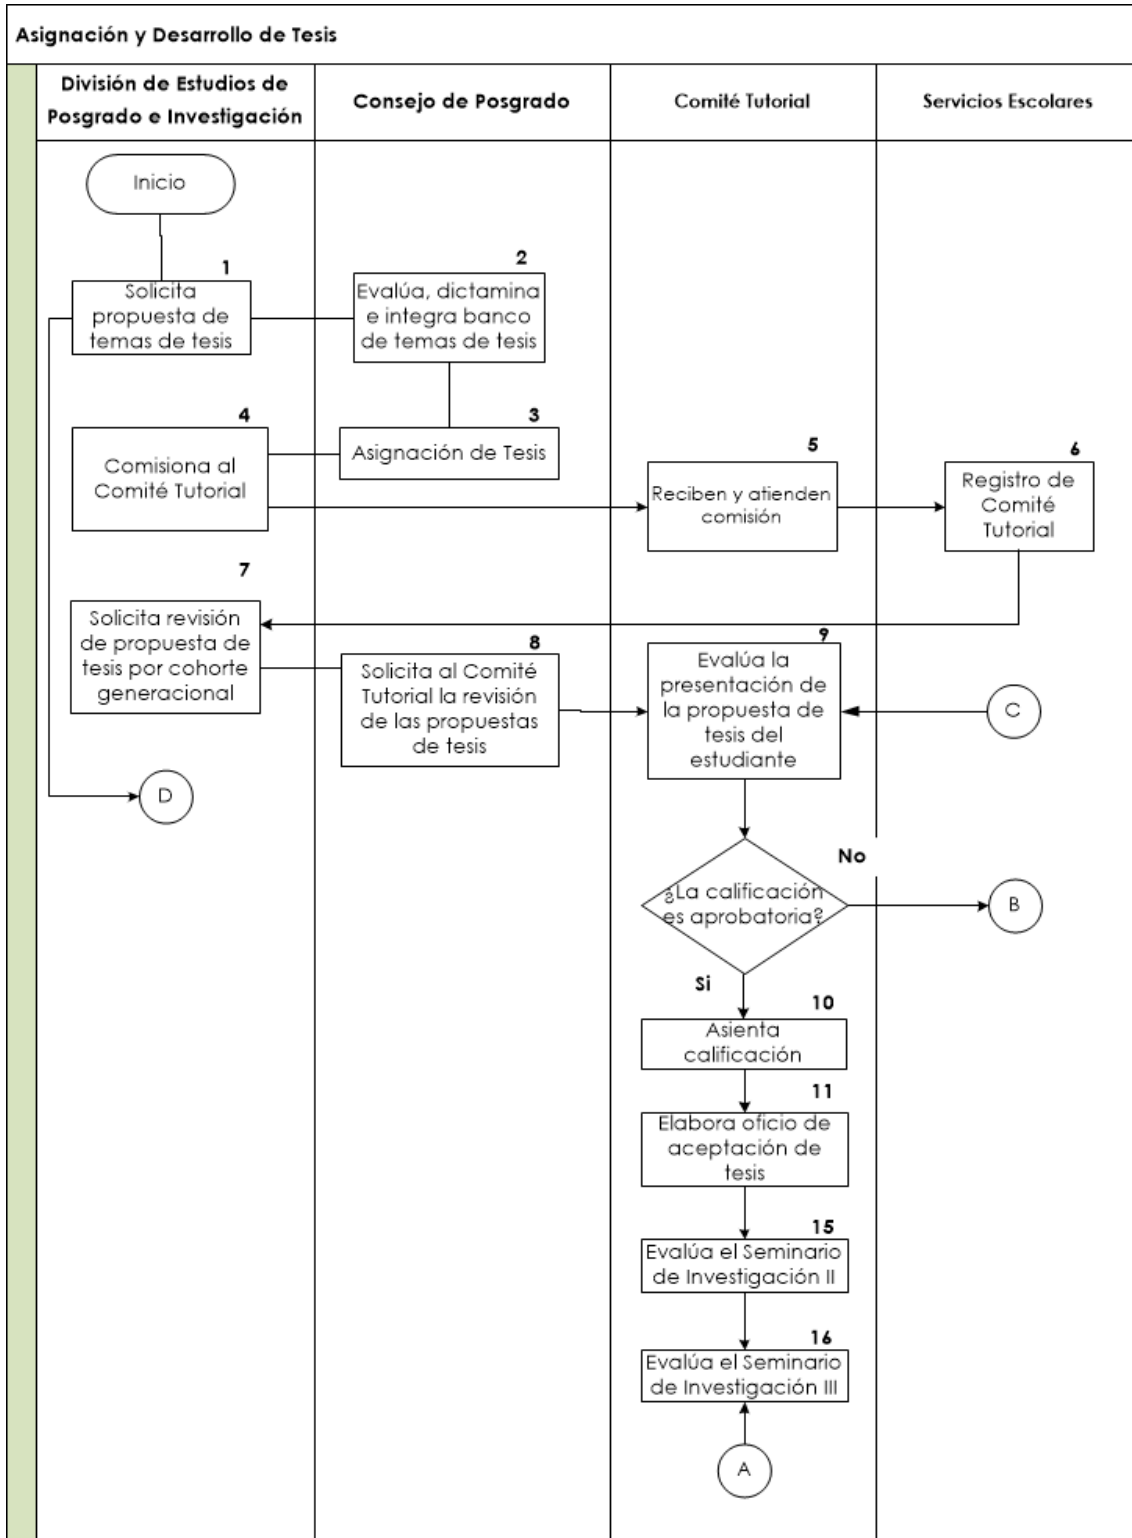 Asignación y Desarrollo de Tesis
División de Estudios de
Posgrado e Investigación
Consejo de Posgrado
Comité Tutorial
Servicios Escolares
Inicio
1
Solicita
propuesta de
temas de tesis
2
Evalúa, dictamina
e integra banco
de temas de tesis
4
Comisiona al
Comité Tutorial
3
Asignación de Tesis
5
Reciben y atienden
comisión
6
Registro de
Comité
Tutorial
7
Solicita revisión
de propuesta de
tesis por cohorte
generacional
8
Solicita al Comité
Tutorial la revisión
de las propuestas
de tesis
9
Evalúa la
presentación de
la propuesta de
tesis del
estudiante
C
D
¿La calificación
es aprobatoria?
No
B
Si
10
Asienta
calificación
11
Elabora oficio de
aceptación de
tesis
15
Evalúa el Seminario
de Investigación II
16
Evalúa el Seminario
de Investigación III
A